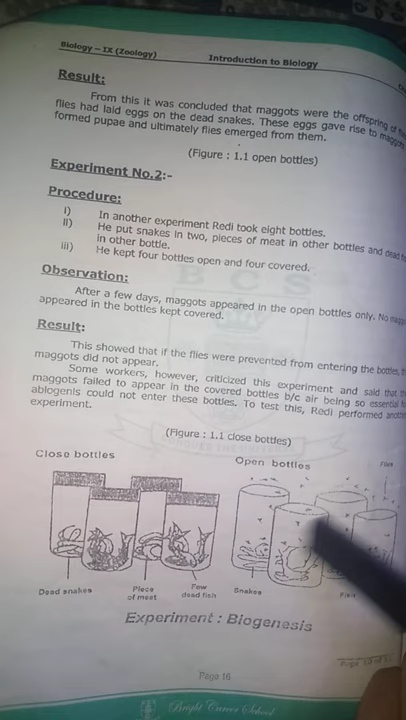 Biology – IX (Zoology)
Introduction to Biology
Result:
From this it was concluded that maggots were the offspring of
flies had laid eggs on the dead snakes. These eggs gave rise to maggots
formed pupae and ultimately flies emerged from them.
(Figure : 1.1 open bottles)
Experiment No.2:-
Procedure:
i) In another experiment Redi took eight bottles.
ii) He put snakes in two, pieces of meat in other bottles and dead
in other bottle.
iii) He kept four bottles open and four covered.
Observation:
After a few days, maggots appeared in the open bottles only. No
appeared in the bottles kept covered.
Result:
This showed that if the flies were prevented from entering the bottles,
maggots did not appear.
Some workers, however, criticized this experiment and said that
maggots failed to appear in the covered bottles b/c air being so essential
abiogenis could not enter these bottles. To test this, Redi performed
experiment.
BCS
(Figure : 1.1 close bottles)
Close bottles
Open bottles
Flies
Dead snakes
Piece
of meat
Few
dead fish
Snakes
Fish
Experiment : Biogenesis
Page 16
Bright Career School